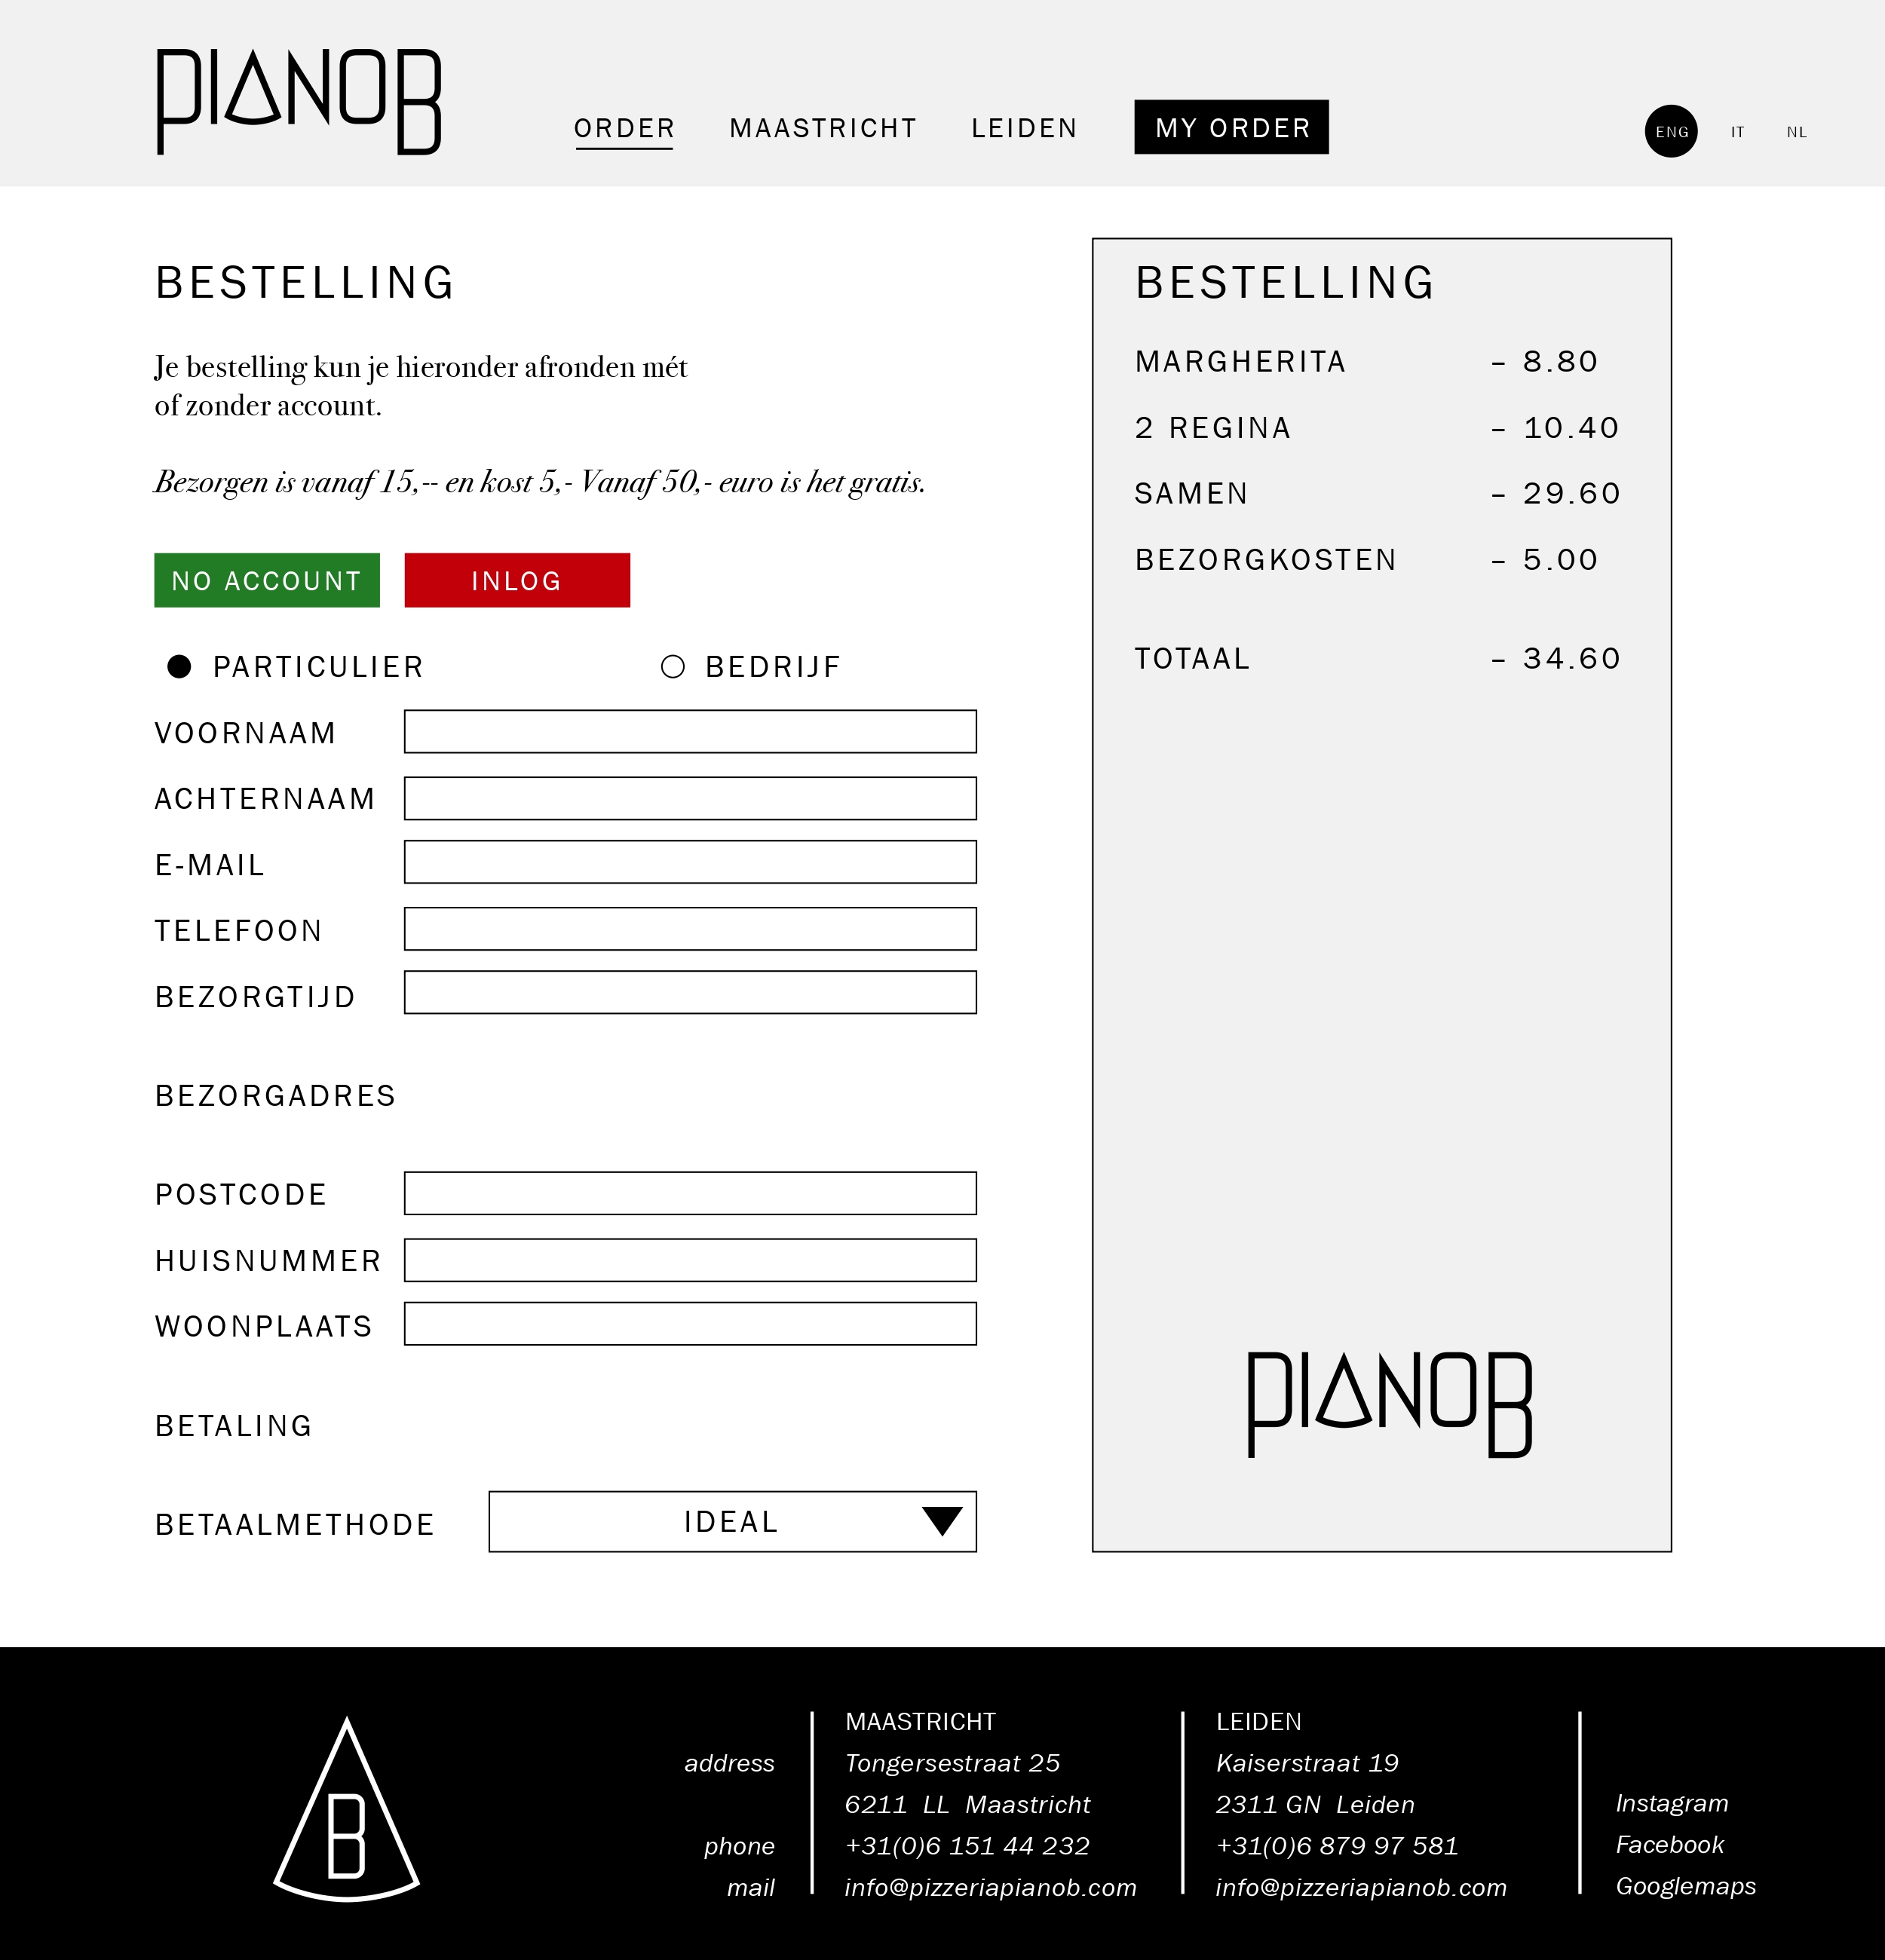 PIANOB
ORDER MAASTRICHT LEIDEN MY ORDER ENG IT NL
BESTELLING
Je bestelling kun je hieronder afronden mét
of zonder account.
Bezorgen is vanaf 15,-- en kost 5,- Vanaf 50,- euro is het gratis.
NO ACCOUNT INLOG
PARTICULIER BEDRIJF
VOORNAAM
ACHTERNAAM
E-MAIL
TELEFOON
BEZORGTIJD
BEZORGADRES
POSTCODE
HUISNUMMER
WOONPLAATS
BETALING
BETAALMETHODE IDEAL
BESTELLING
MARGHERITA – 8.80
2 REGINA – 10.40
SAMEN – 29.60
BEZORGKOSTEN – 5.00
TOTAAL – 34.60
PIANOB
B
address
phone
mail
MAASTRICHT
Tongersestraat 25
6211 LL Maastricht
+31(0)6 151 44 232
info@pizzeriapianob.com
LEIDEN
Kaiserstraat 19
2311 GN Leiden
+31(0)6 879 97 581
info@pizzeriapianob.com
Instagram
Facebook
Googlemaps